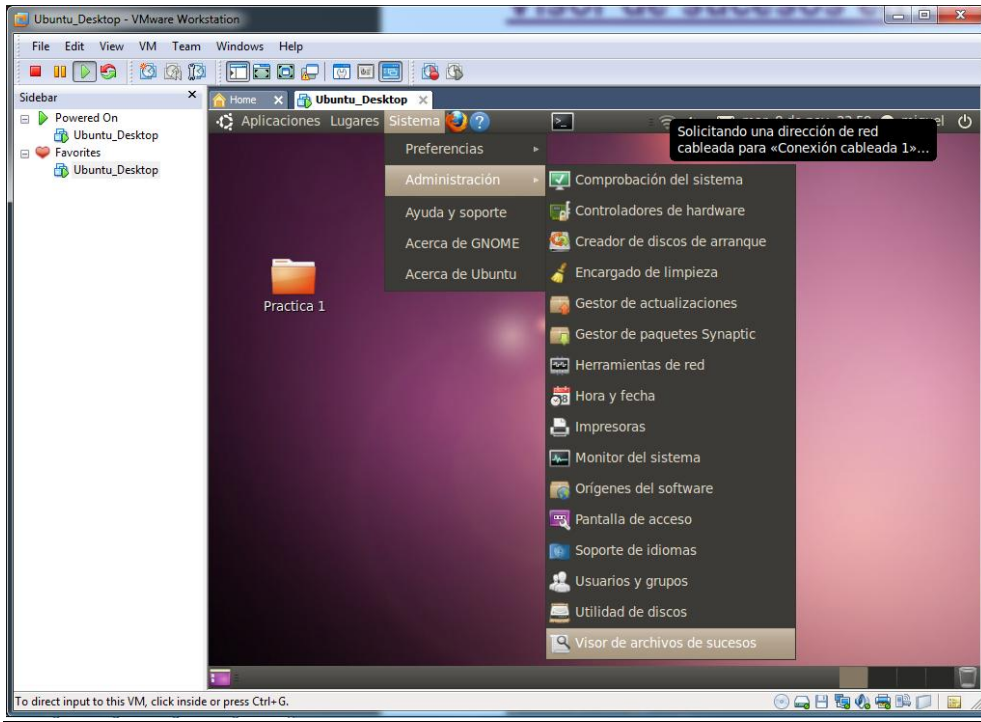 Visor de sucesos e
Ubuntu_Desktop - VMware Workstation
File Edit View VM Team Windows Help
Sidebar
Powered On
Ubuntu_Desktop
Favorites
Ubuntu_Desktop
Home
Ubuntu_Desktop
Aplicaciones Lugares Sistema
Solicitando una dirección de red
cableada para «Conexión cableada 1»...
Preferencias
Administración
Ayuda y soporte
Acerca de GNOME
Acerca de Ubuntu
Comprobación del sistema
Controladores de hardware
Creador de discos de arranque
Encargado de limpieza
Gestor de actualizaciones
Gestor de paquetes Synaptic
Herramientas de red
Hora y fecha
Impresoras
Monitor del sistema
Orígenes del software
Pantalla de acceso
Soporte de idiomas
Usuarios y grupos
Utilidad de discos
Visor de archivos de sucesos
Practica 1
To direct input to this VM, click inside or press Ctrl+G.